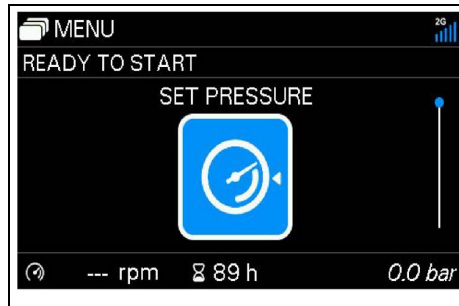 MENU 2G
READY TO START
SET PRESSURE
--- rpm 89 h 0.0 bar